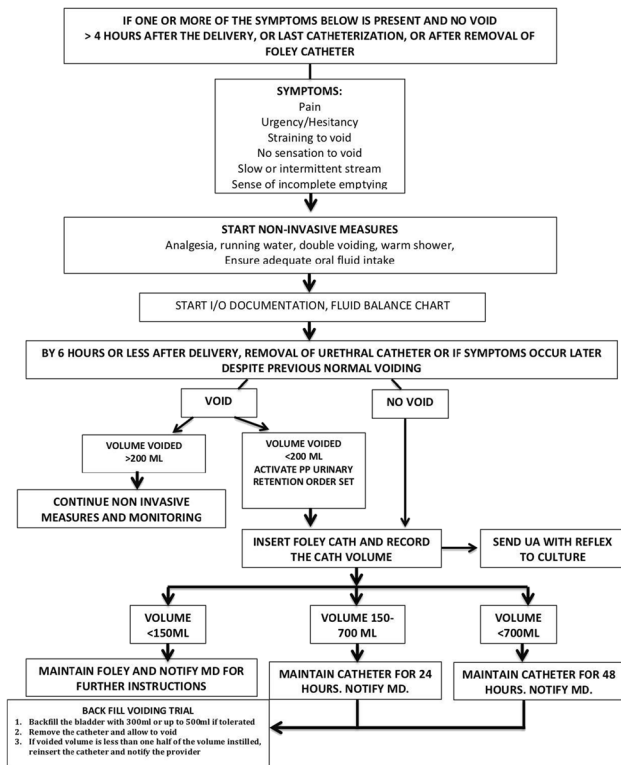 IF ONE OR MORE OF THE SYMPTOMS BELOW IS PRESENT AND NO VOID
> 4 HOURS AFTER THE DELIVERY, OR LAST CATHETERIZATION, OR AFTER REMOVAL OF
FOLEY CATHETER
SYMPTOMS:
Pain
Urgency/Hesitancy
Straining to void
No sensation to void
Slow or intermittent stream
Sense of incomplete emptying
START NON-INVASIVE MEASURES
Analgesia, running water, double voiding, warm shower,
Ensure adequate oral fluid intake
START I/O DOCUMENTATION, FLUID BALANCE CHART
BY 6 HOURS OR LESS AFTER DELIVERY, REMOVAL OF URETHRAL CATHETER OR IF SYMPTOMS OCCUR LATER
DESPITE PREVIOUS NORMAL VOIDING
VOID
NO VOID
VOLUME VOIDED
>200 ML
VOLUME VOIDED
<200 ML
ACTIVATE PP URINARY
RETENTION ORDER SET
CONTINUE NON INVASIVE
MEASURES AND MONITORING
INSERT FOLEY CATH AND RECORD
THE CATH VOLUME
SEND UA WITH REFLEX
TO CULTURE
VOLUME
<150ML
VOLUME 150-
700 ML
VOLUME
<700ML
MAINTAIN FOLEY AND NOTIFY MD FOR
FURTHER INSTRUCTIONS
MAINTAIN CATHETER FOR 24
HOURS. NOTIFY MD.
MAINTAIN CATHETER FOR 48
HOURS. NOTIFY MD.
BACK FILL VOIDING TRIAL
1. Backfill the bladder with 300ml or up to 500ml if tolerated
2. Remove the catheter and allow to void
3. If voided volume is less than one half of the volume instilled,
reinsert the catheter and notify the provider